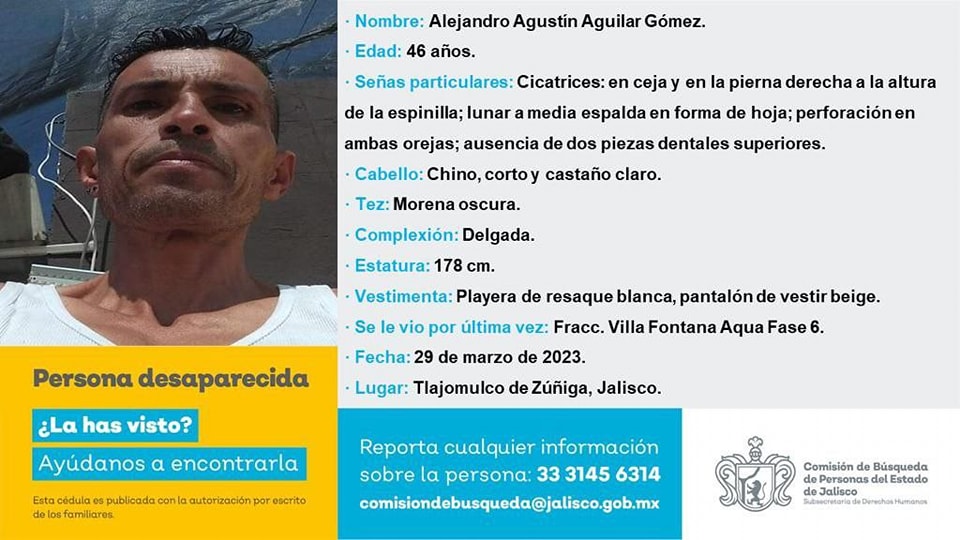 · Nombre: Alejandro Agustín Aguilar Gómez.
· Edad: 46 años.
· Señas particulares: Cicatrices: en ceja y en la pierna derecha a la altura
de la espinilla; lunar a media espalda en forma de hoja; perforación en
ambas orejas; ausencia de dos piezas dentales superiores.
· Cabello: Chino, corto y castaño claro.
· Tez: Morena oscura.
· Complexión: Delgada.
· Estatura: 178 cm.
· Vestimenta: Playera de resaque blanca, pantalón de vestir beige.
· Se le vio por última vez: Fracc. Villa Fontana Aqua Fase 6.
· Fecha: 29 de marzo de 2023.
· Lugar: Tlajomulco de Zúñiga, Jalisco.
Persona desaparecida
¿La has visto?
Ayúdanos a encontrarla
Esta cédula es publicada con la autorización por escrito
de los familiares.
Reporta cualquier información
sobre la persona: 33 3145 6314
comisiondebusqueda@jalisco.gob.mx
Comisión de Búsqueda
de Personas del Estado
de Jalisco
Subsecretaría de Derechos Humanos